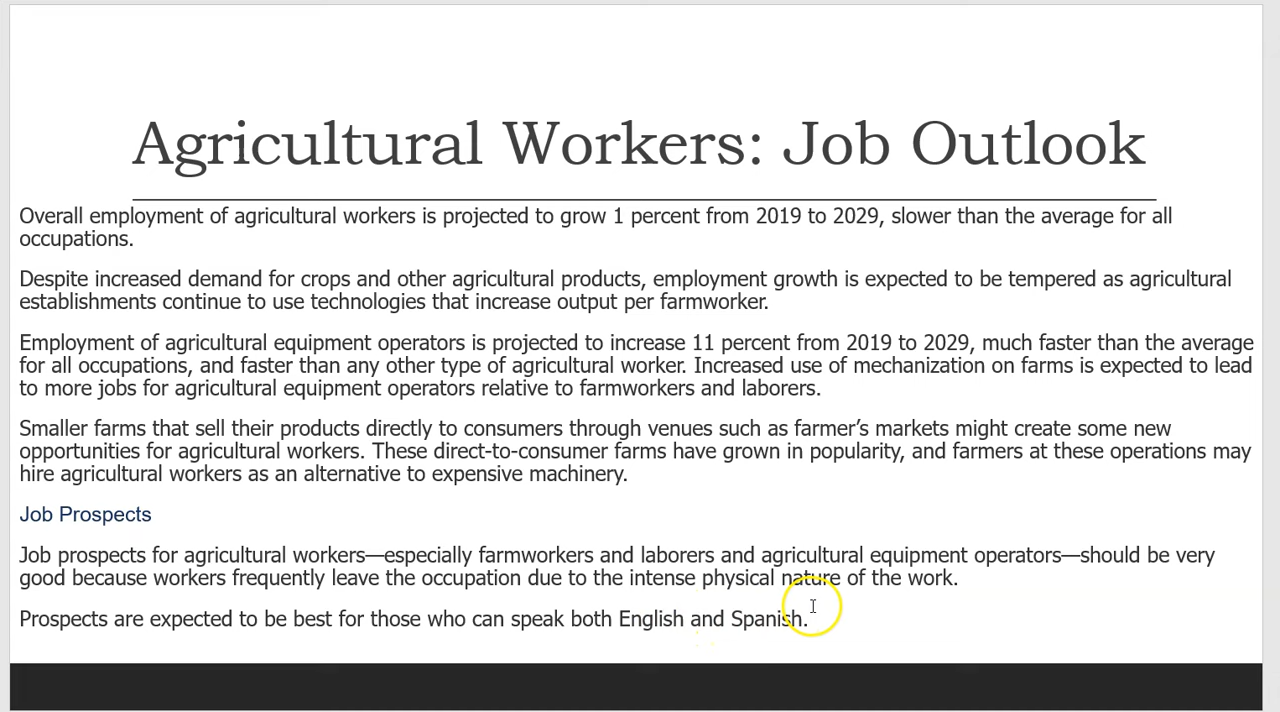 Agricultural Workers: Job Outlook
Overall employment of agricultural workers is projected to grow 1 percent from 2019 to 2029, slower than the average for all
occupations.
Despite increased demand for crops and other agricultural products, employment growth is expected to be tempered as agricultural
establishments continue to use technologies that increase output per farmworker.
Employment of agricultural equipment operators is projected to increase 11 percent from 2019 to 2029, much faster than the average
for all occupations, and faster than any other type of agricultural worker. Increased use of mechanization on farms is expected to lead
to more jobs for agricultural equipment operators relative to farmworkers and laborers.
Smaller farms that sell their products directly to consumers through venues such as farmer’s markets might create some new
opportunities for agricultural workers. These direct-to-consumer farms have grown in popularity, and farmers at these operations may
hire agricultural workers as an alternative to expensive machinery.
Job Prospects
Job prospects for agricultural workers—especially farmworkers and laborers and agricultural equipment operators—should be very
good because workers frequently leave the occupation due to the intense physical nature of the work.
Prospects are expected to be best for those who can speak both English and Spanish.